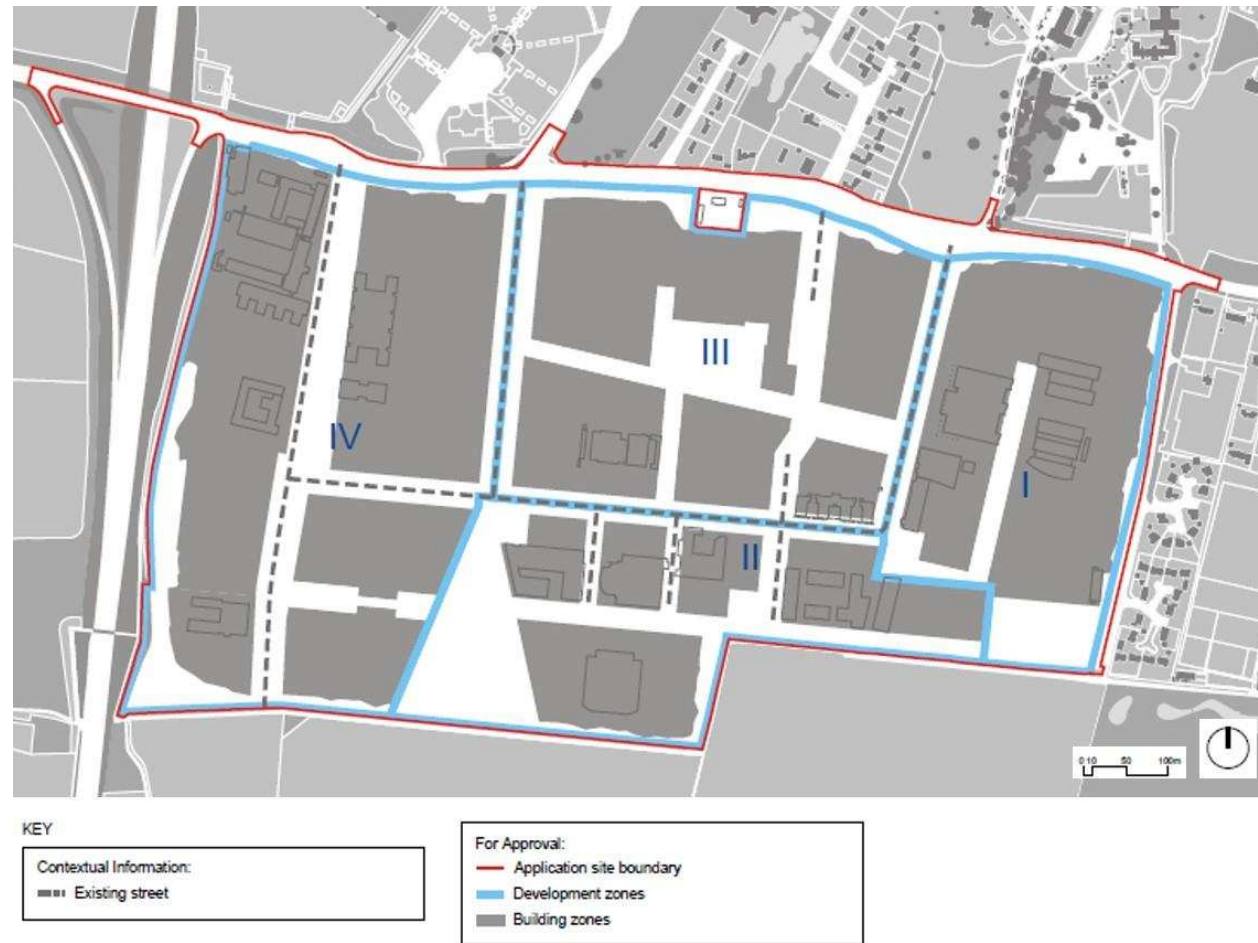 III
IV
I
II
0 10 50 100m
KEY
Contextual Information:
Existing street
For Approval:
Application site boundary
Development zones
Building zones